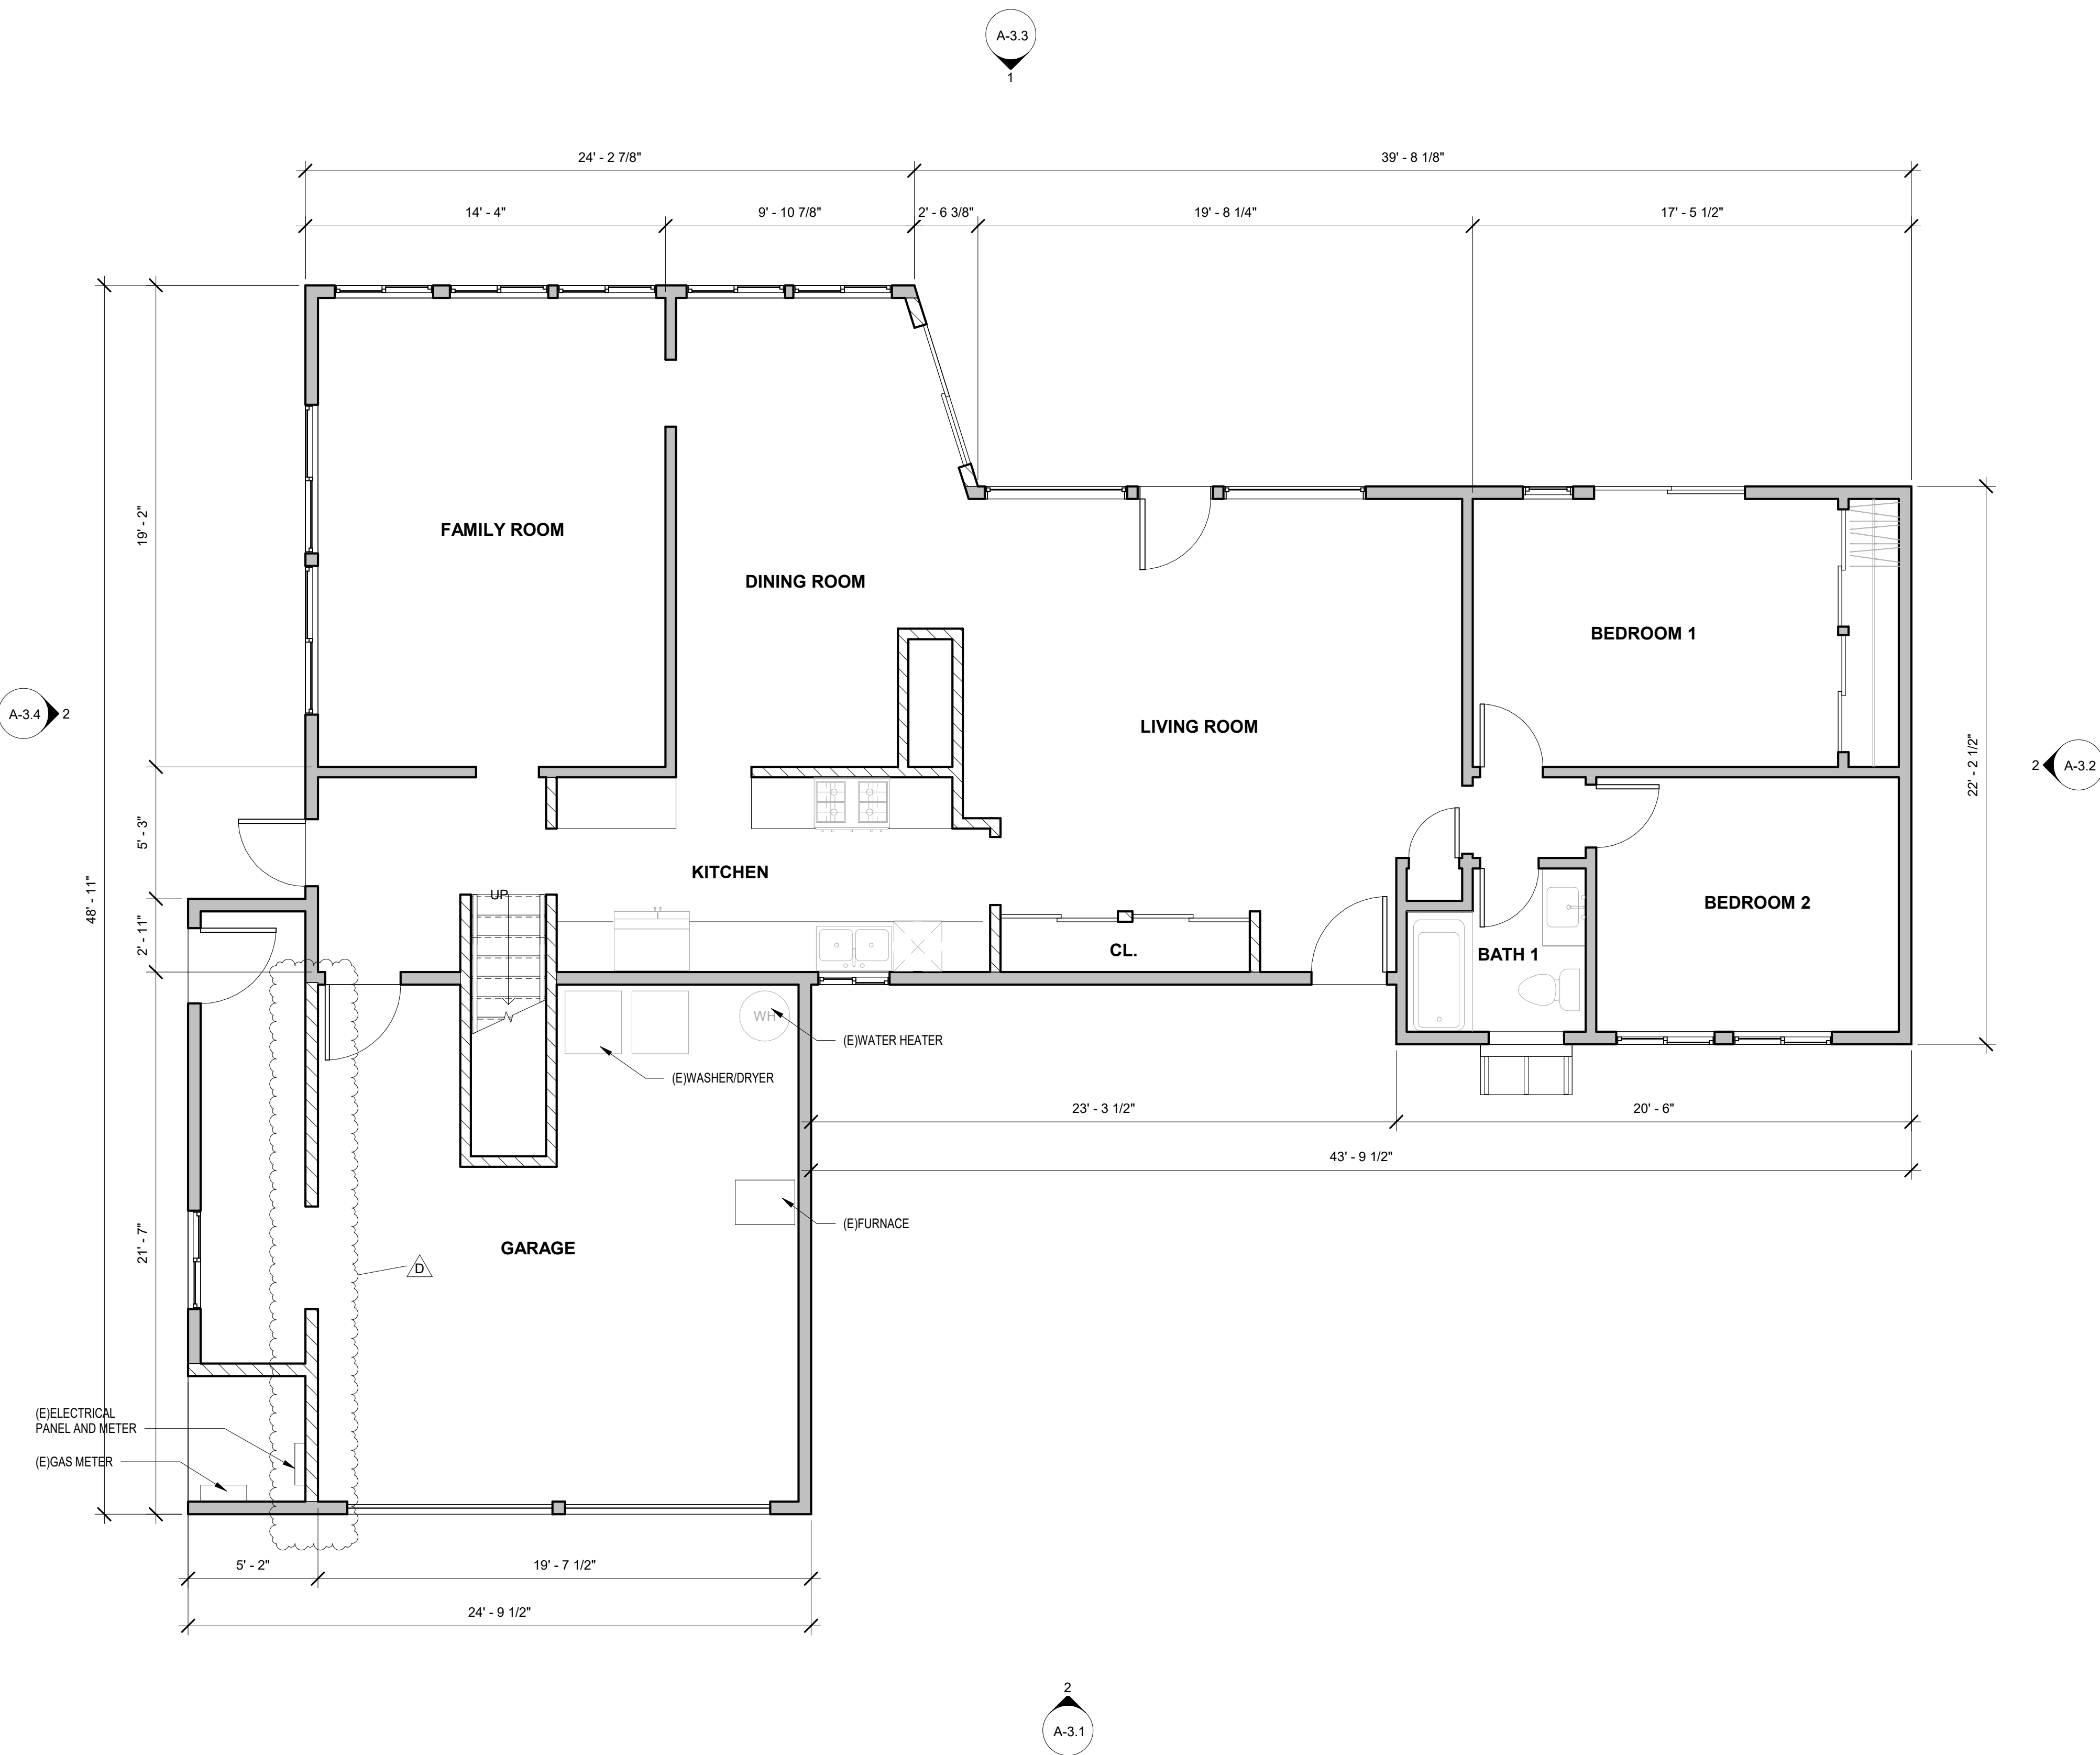 A-3.3
1
24' - 2 7/8"
39' - 8 1/8"
14' - 4"
9' - 10 7/8"
2' - 6 3/8"
19' - 8 1/4"
17' - 5 1/2"
19' - 2"
FAMILY ROOM
DINING ROOM
BEDROOM 1
A-3.4
2
LIVING ROOM
22' - 2 1/2"
2
A-3.2
5' - 3"
48' - 11"
KITCHEN
UP
BEDROOM 2
2' - 11"
CL.
BATH 1
WH
(E)WATER HEATER
(E)WASHER/DRYER
23' - 3 1/2"
20' - 6"
43' - 9 1/2"
21' - 7"
(E)FURNACE
GARAGE
D
(E)ELECTRICAL
PANEL AND METER
(E)GAS METER
5' - 2"
19' - 7 1/2"
24' - 9 1/2"
2
A-3.1